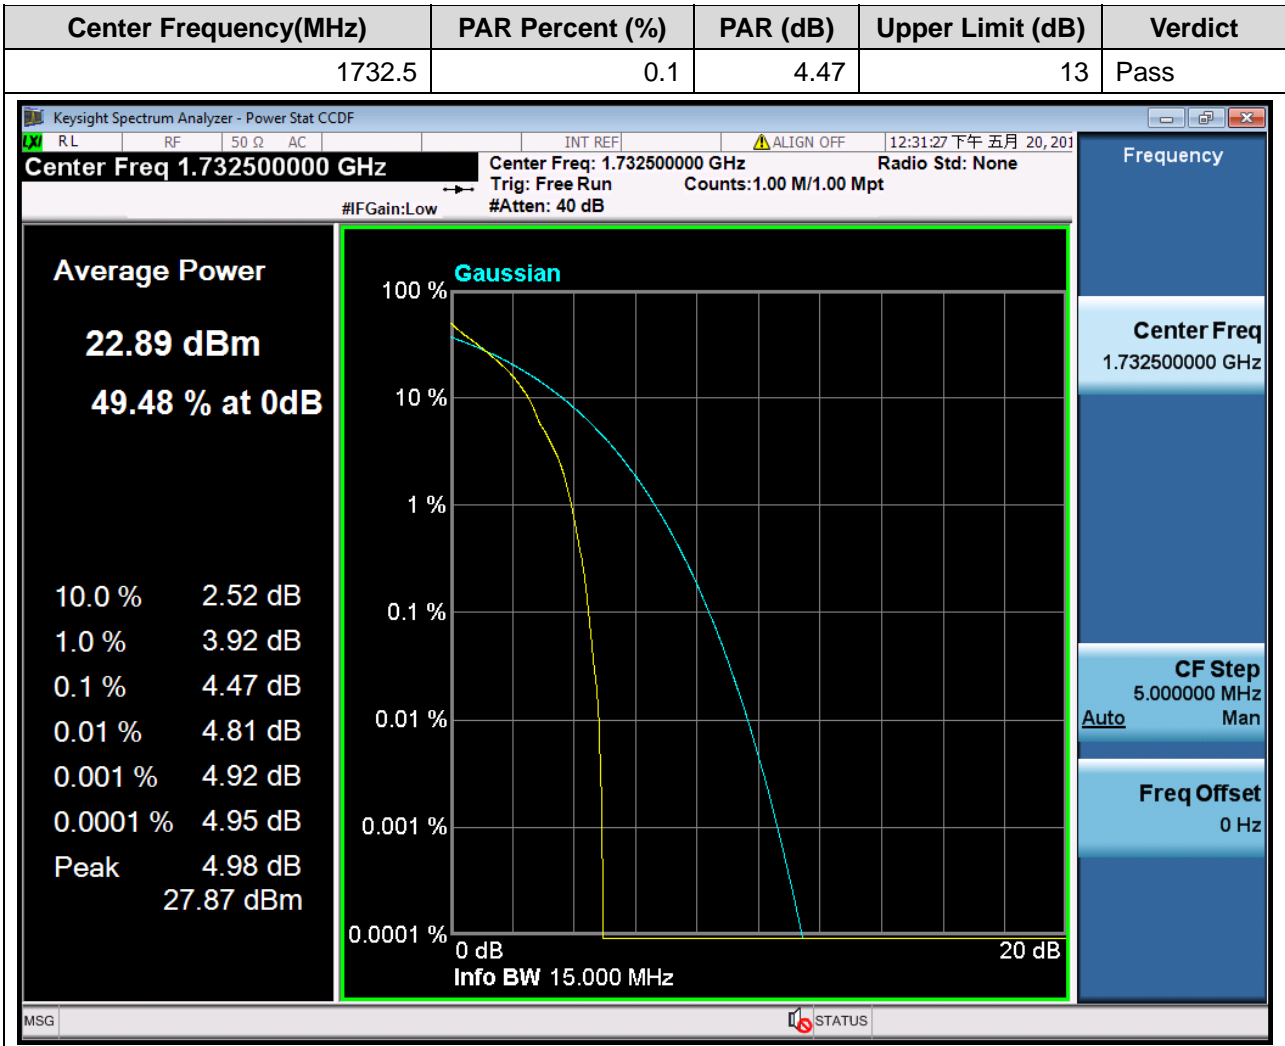 Center Frequency(MHz) PAR Percent (%) PAR (dB) Upper Limit (dB) Verdict
1732.5 0.1 4.47 13 Pass
Keysight Spectrum Analyzer - Power Stat CCDF
LXI RL RF 50 Ω AC INT REF ALIGN OFF 12:31:27 下午 五月 20, 201
Center Freq 1.732500000 GHz
Center Freq: 1.732500000 GHz Radio Std: None
Trig: Free Run Counts:1.00 M/1.00 Mpt
#IFGain:Low #Atten: 40 dB
Average Power
22.89 dBm
49.48 % at 0dB
10.0 % 2.52 dB
1.0 % 3.92 dB
0.1 % 4.47 dB
0.01 % 4.81 dB
0.001 % 4.92 dB
0.0001 % 4.95 dB
Peak 4.98 dB
27.87 dBm
Gaussian
100 %
10 %
1 %
0.1 %
0.01 %
0.001 %
0.0001 %
0 dB 20 dB
Info BW 15.000 MHz
Frequency
Center Freq
1.732500000 GHz
CF Step
5.000000 MHz
Auto Man
Freq Offset
0 Hz
MSG STATUS